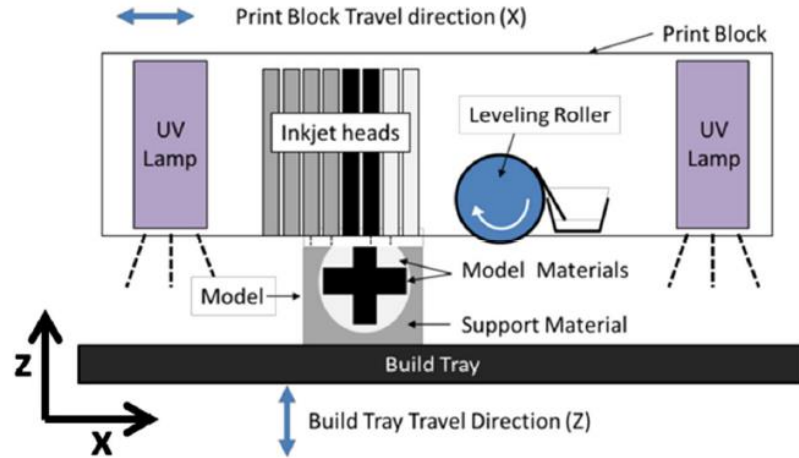 Print Block Travel direction (X)
Print Block
UV
Lamp
Inkjet heads
Leveling Roller
UV
Lamp
Model Materials
Model
Support Material
Build Tray
Z
X
Build Tray Travel Direction (Z)